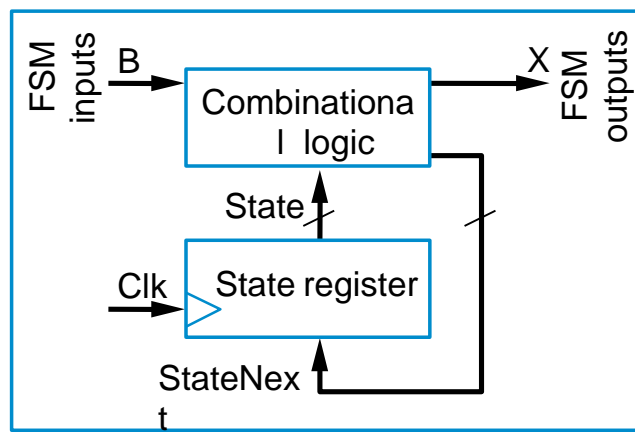 FSM
inputs
B
Combinationa
l logic
X
FSM
outputs
State
Clk
State register
StateNex
t